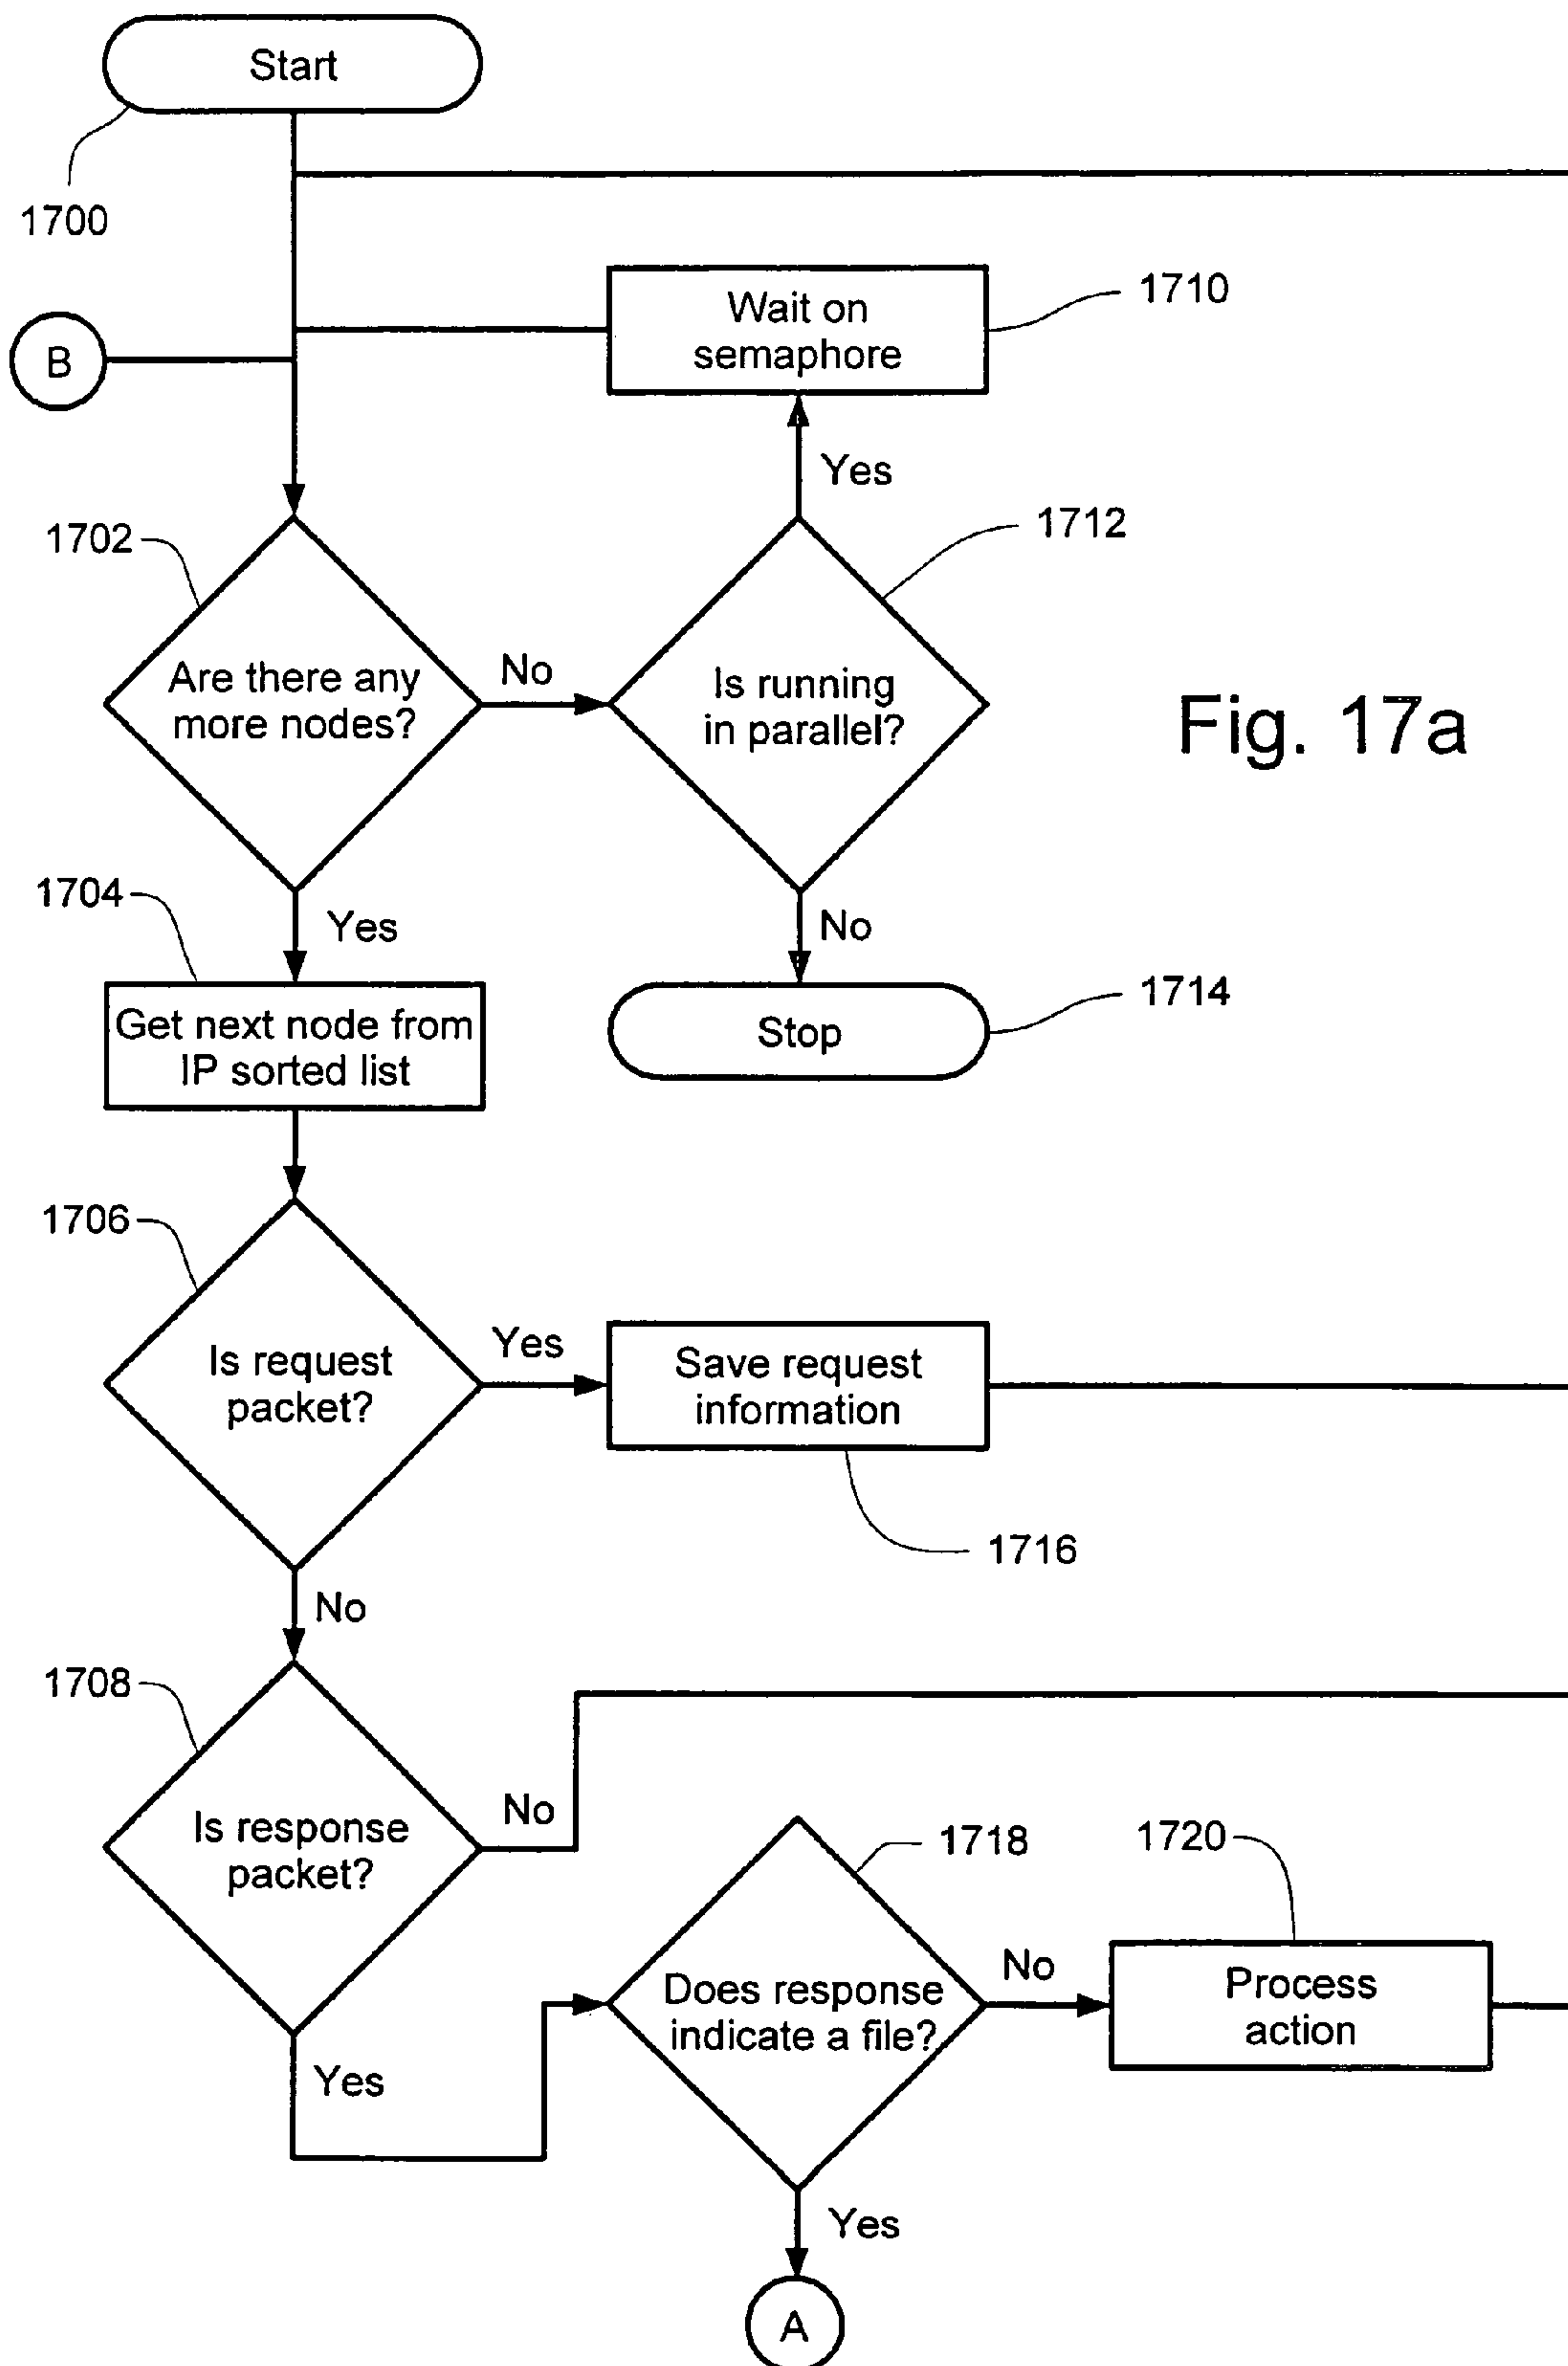 Start
1700
Wait on
semaphore
1710
B
Yes
1702
1712
Are there any
more nodes?
No
Is running
in parallel?
Fig. 17a
1704
Yes
No
Get next node from
IP sorted list
Stop
1714
1706
Is request
packet?
Yes
Save request
information
1716
No
1708
Is response
packet?
No
1718
1720
Does response
indicate a file?
No
Process
action
Yes
Yes
A